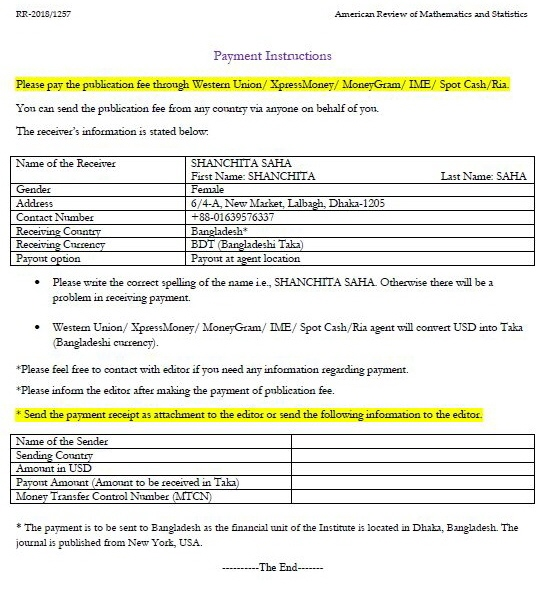 RR-2018/1257 American Review of Mathematics and Statistics
Payment Instructions
Please pay the publication fee through Western Union/ XpressMoney/ MoneyGram/ IME/ Spot Cash/Ria.
You can send the publication fee from any country via anyone on behalf of you.
The receiver's information is stated below:
Name of the Receiver SHANCHITA SAHA
First Name: SHANCHITA Last Name: SAHA
Gender Female
Address 6/4-A, New Market, Lalbagh, Dhaka-1205
Contact Number +88-01639576337
Receiving Country Bangladesh*
Receiving Currency BDT (Bangladeshi Taka)
Payout option Payout at agent location
• Please write the correct spelling of the name i.e., SHANCHITA SAHA. Otherwise there will be a
problem in receiving payment.
• Western Union/ XpressMoney/ MoneyGram/ IME/ Spot Cash/Ria agent will convert USD into Taka
(Bangladeshi currency).
*Please feel free to contact with editor if you need any information regarding payment.
*Please inform the editor after making the payment of publication fee.
* Send the payment receipt as attachment to the editor or send the following information to the editor.
Name of the Sender
Sending Country
Amount in USD
Payout Amount (Amount to be received in Taka)
Money Transfer Control Number (MTCN)
* The payment is to be sent to Bangladesh as the financial unit of the Institute is located in Dhaka, Bangladesh. The
journal is published from New York, USA.
----------The End-------